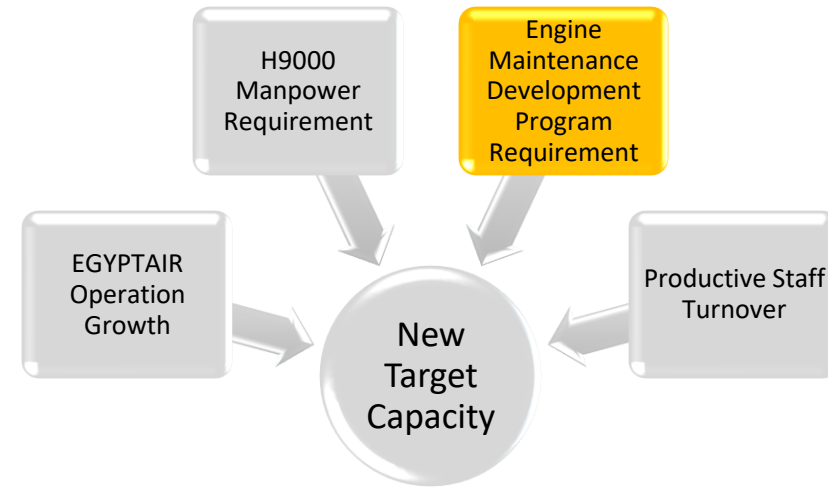 EGYPTAIR
Operation
Growth
H9000
Manpower
Requirement
Engine
Maintenance
Development
Program
Requirement
Productive Staff
Turnover
New
Target
Capacity